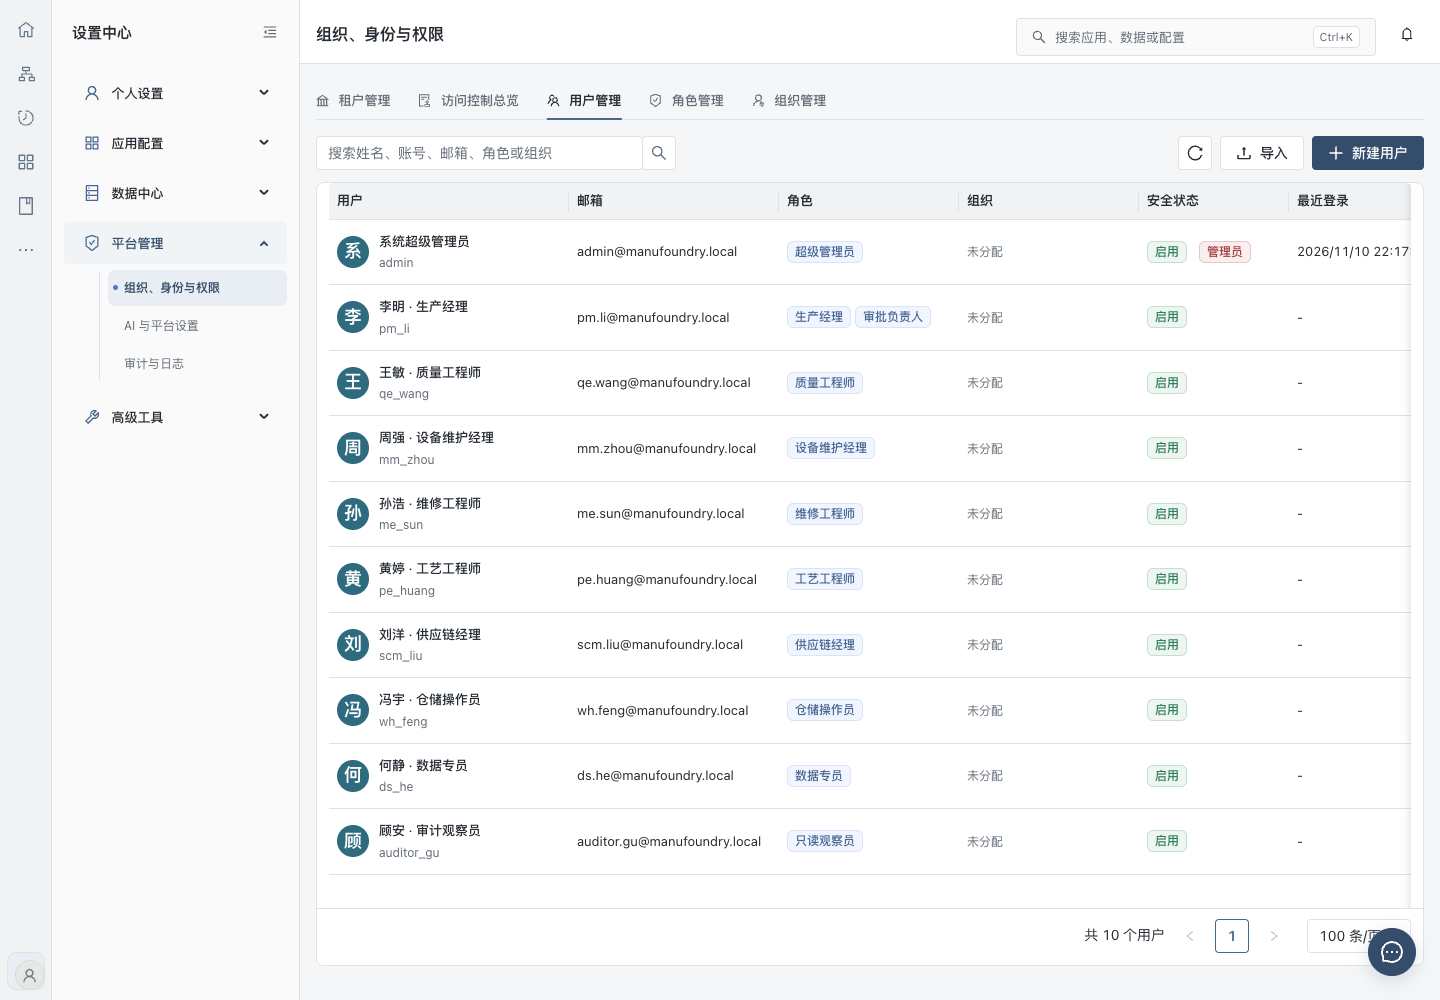 设置中心
个人设置
应用配置
数据中心
平台管理
组织、身份与权限
AI 与平台设置
审计与日志
高级工具
组织、身份与权限
搜索应用、数据或配置 Ctrl+K
租户管理 访问控制总览 用户管理 角色管理 组织管理
搜索姓名、账号、邮箱、角色或组织
导入 新建用户
用户 邮箱 角色 组织 安全状态 最近登录
系 系统超级管理员
admin
admin@manufoundry.local 超级管理员 未分配 启用 管理员 2026/11/10 22:17
李 李明 · 生产经理
pm_li
pm.li@manufoundry.local 生产经理 审批负责人 未分配 启用 -
王 王敏 · 质量工程师
qe_wang
qe.wang@manufoundry.local 质量工程师 未分配 启用 -
周 周强 · 设备维护经理
mm_zhou
mm.zhou@manufoundry.local 设备维护经理 未分配 启用 -
孙 孙浩 · 维修工程师
me_sun
me.sun@manufoundry.local 维修工程师 未分配 启用 -
黄 黄婷 · 工艺工程师
pe_huang
pe.huang@manufoundry.local 工艺工程师 未分配 启用 -
刘 刘洋 · 供应链经理
scm_liu
scm.liu@manufoundry.local 供应链经理 未分配 启用 -
冯 冯宇 · 仓储操作员
wh_feng
wh.feng@manufoundry.local 仓储操作员 未分配 启用 -
何 何静 · 数据专员
ds_he
ds.he@manufoundry.local 数据专员 未分配 启用 -
顾 顾安 · 审计观察员
auditor_gu
auditor.gu@manufoundry.local 只读观察员 未分配 启用 -
共 10 个用户 1 100 条/页